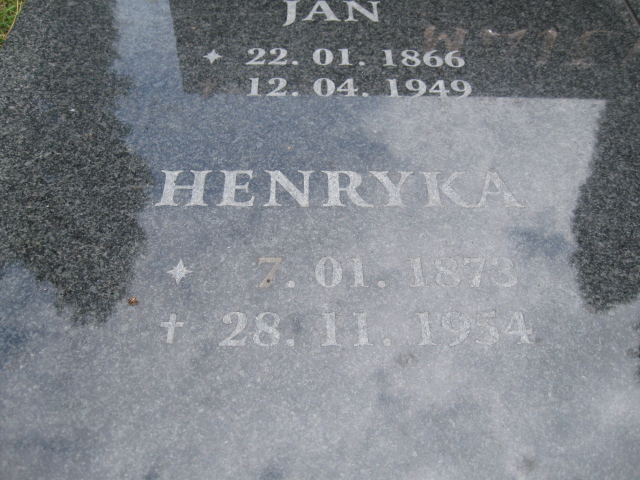 JAN
* 22. 01. 1866
12. 04. 1949
HENRYKA
* 7. 01. 1873
† 28. 11. 1954